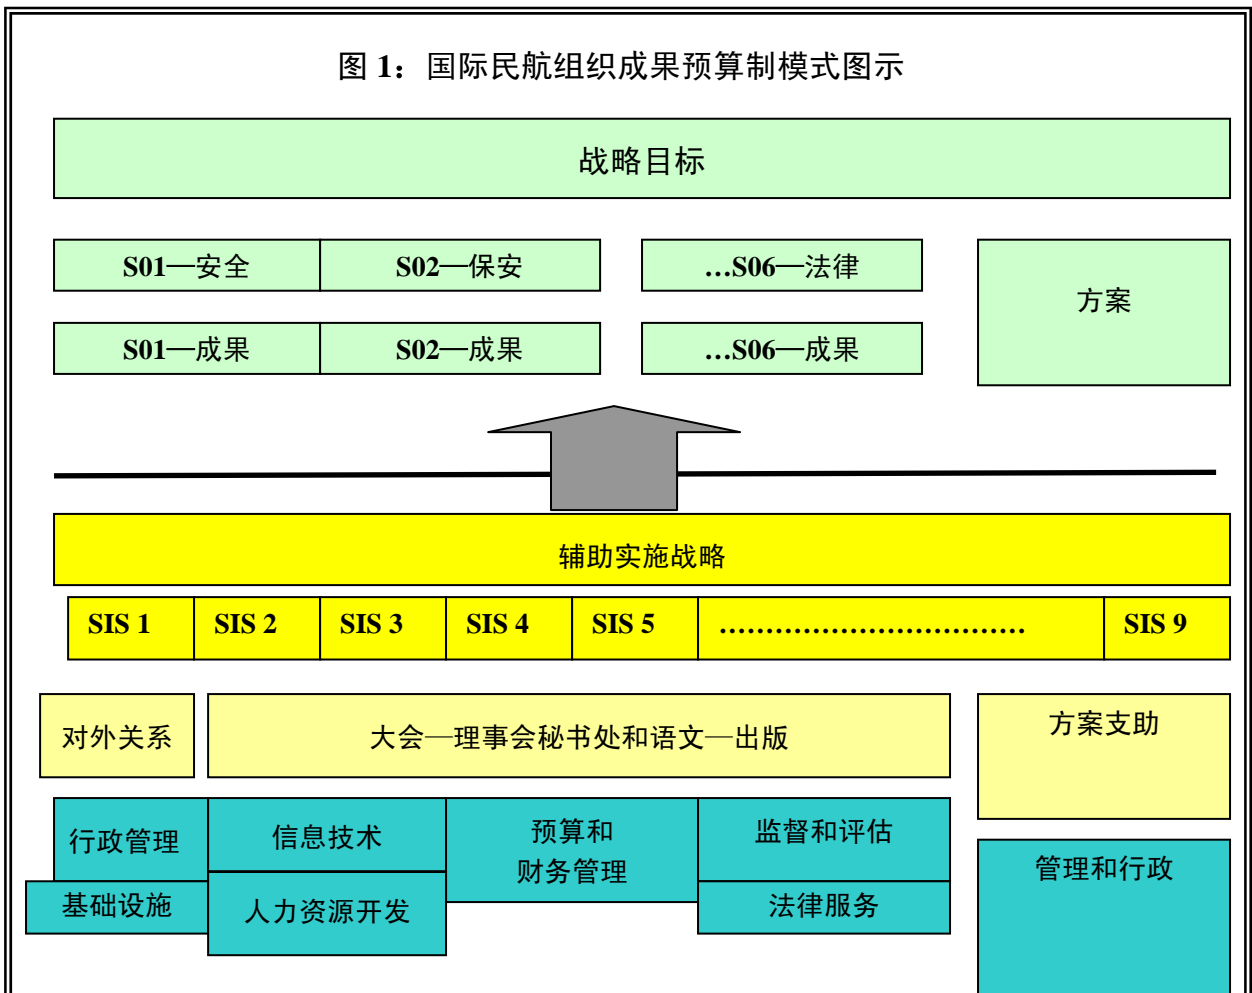 图 1：国际民航组织成果预算制模式图示
战略目标
S01—安全
S02—保安
…S06—法律
方案
S01—成果
S02—成果
…S06—成果
辅助实施战略
SIS 1
SIS 2
SIS 3
SIS 4
SIS 5
……………………………
SIS 9
对外关系
大会—理事会秘书处和语文—出版
方案支助
行政管理
信息技术
预算和
财务管理
监督和评估
管理和行政
基础设施
人力资源开发
法律服务